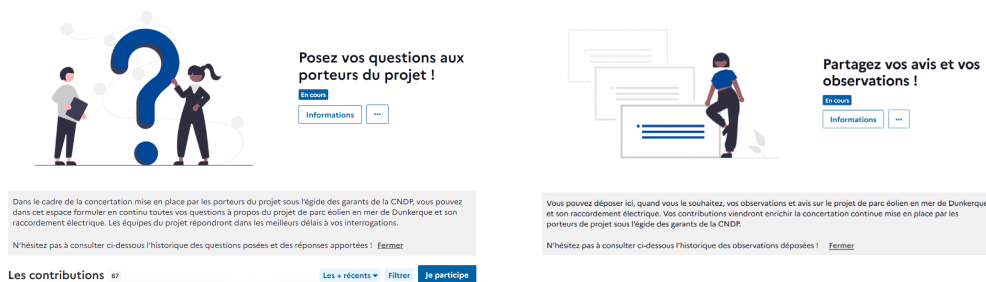 Posez vos questions aux
porteurs du projet !
En cours
Informations ...
Dans le cadre de la concertation mise en place par les porteurs du projet sous l'égide des garants de la CNDP, vous pouvez
dans cet espace formuler en continu toutes vos questions à propos du projet de parc éolien en mer de Dunkerque et son
raccordement électrique. Les équipes du projet répondront dans les meilleurs délais à vos interrogations.
N'hésitez pas à consulter ci-dessous l'historique des questions posées et des réponses apportées ! Fermer
Les contributions 67
Les + récents Filtrer Je participe
Partagez vos avis et vos
observations !
En cours
Informations ...
Vous pouvez déposer ici, quand vous le souhaitez, vos observations et avis sur le projet de parc éolien en mer de Dunkerque
et son raccordement électrique. Vos contributions viendront enrichir la concertation continue mise en place par les
porteurs de projet sous l'égide des garants de la CNDP.
N'hésitez pas à consulter ci-dessous l'historique des observations déposées ! Fermer